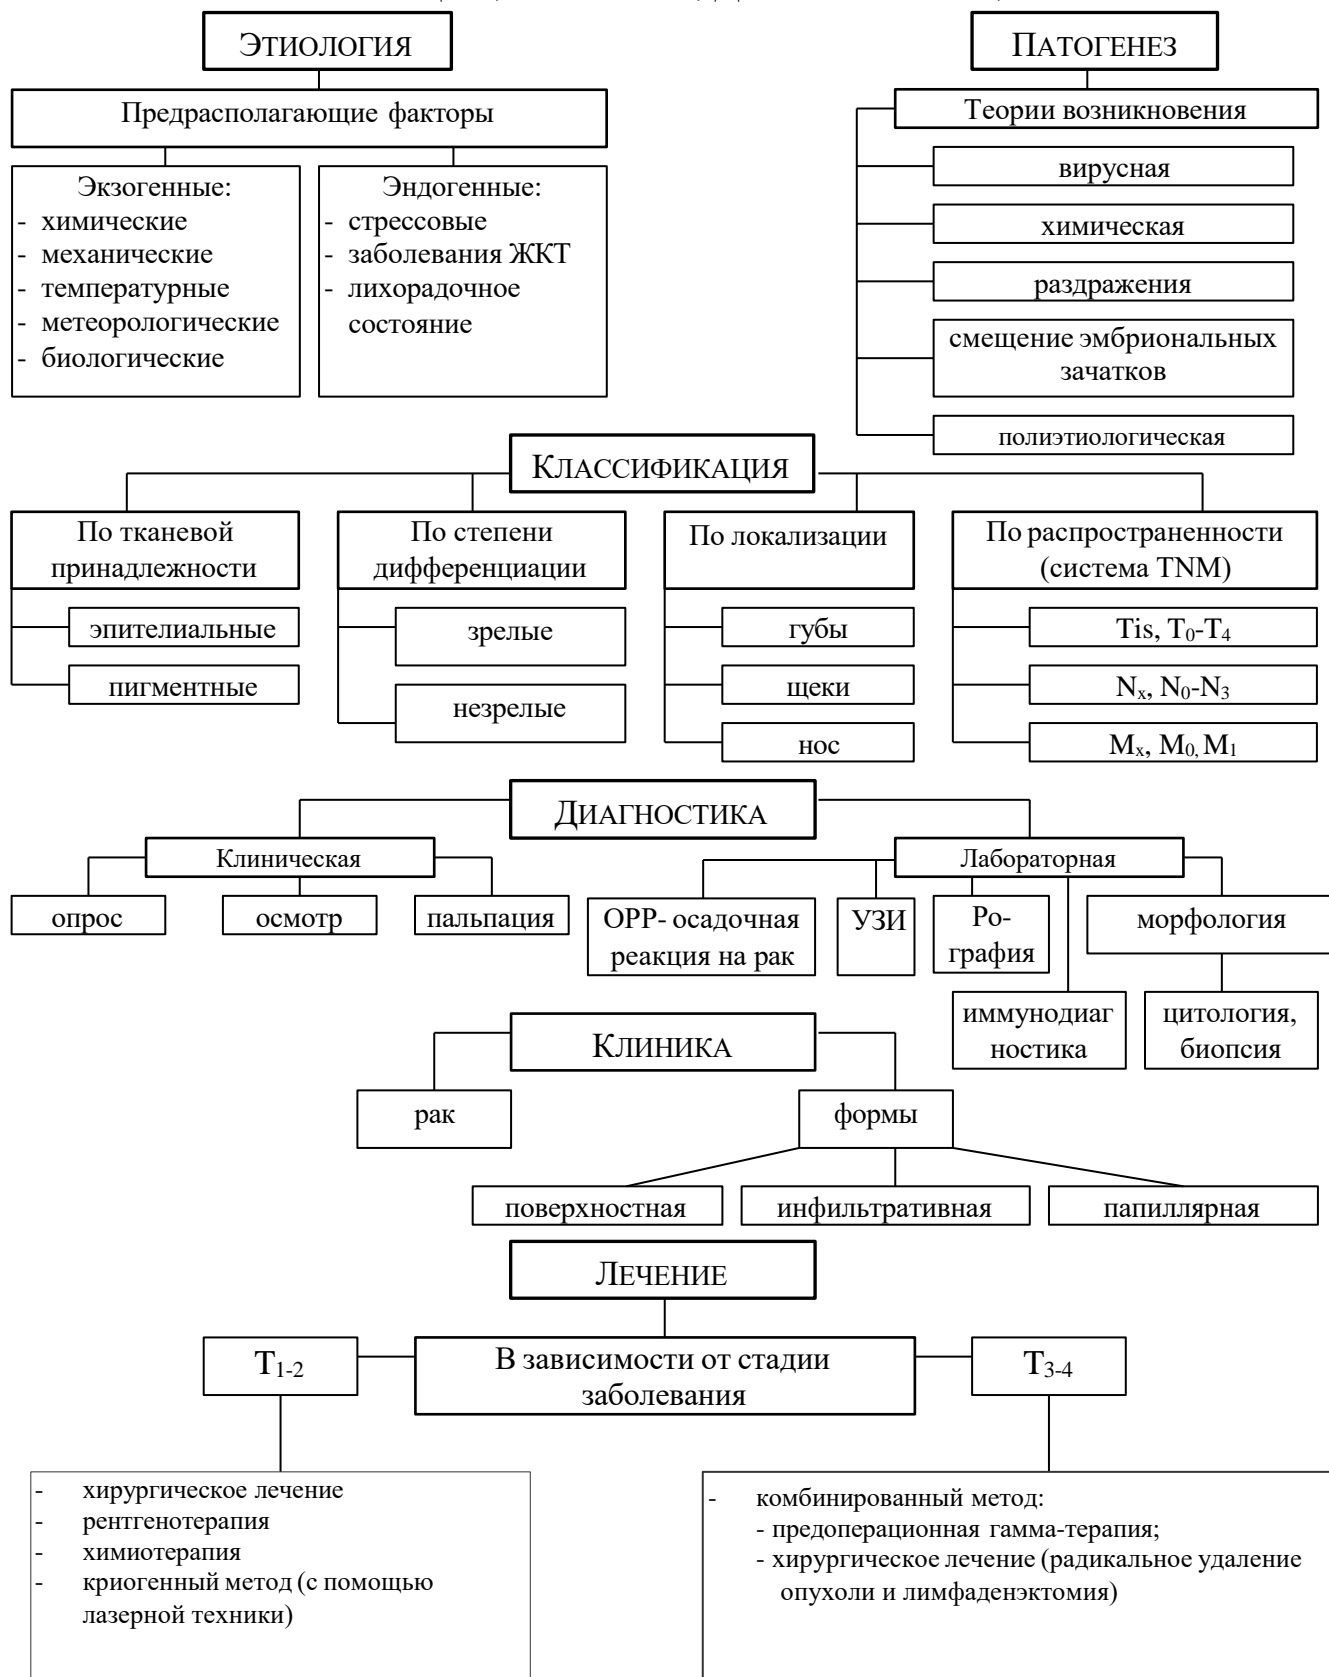 ЭТИОЛОГИЯ
Предрасполагающие факторы
Экзогенные:
- химические
- механические
- температурные
- метеорологические
- биологические
Эндогенные:
- стрессовые
- заболевания ЖКТ
- лихорадочное
состояние
ПАТОГЕНЕЗ
Теории возникновения
вирусная
химическая
раздражения
смещение эмбриональных
зачатков
полиэтиологическая
КЛАССИФИКАЦИЯ
По тканевой
принадлежности
эпителиальные
пигментные
По степени
дифференциации
зрелые
незрелые
По локализации
губы
щеки
нос
По распространенности
(система TNM)
Tis, T0-T4
Nx, N0-N3
Mx, M0, M1
ДИАГНОСТИКА
Клиническая
опрос
осмотр
пальпация
Лабораторная
ОРР- осадочная
реакция на рак
УЗИ
Ро-
графия
морфология
иммунодиаг
ностика
цитология,
биопсия
КЛИНИКА
рак
формы
поверхностная
инфильтративная
папиллярная
ЛЕЧЕНИЕ
В зависимости от стадии
заболевания
T1-2
T3-4
- хирургическое лечение
- рентгенотерапия
- химиотерапия
- криогенный метод (с помощью
лазерной техники)
- комбинированный метод:
- предоперационная гамма-терапия;
- хирургическое лечение (радикальное удаление
опухоли и лимфаденэктомия)